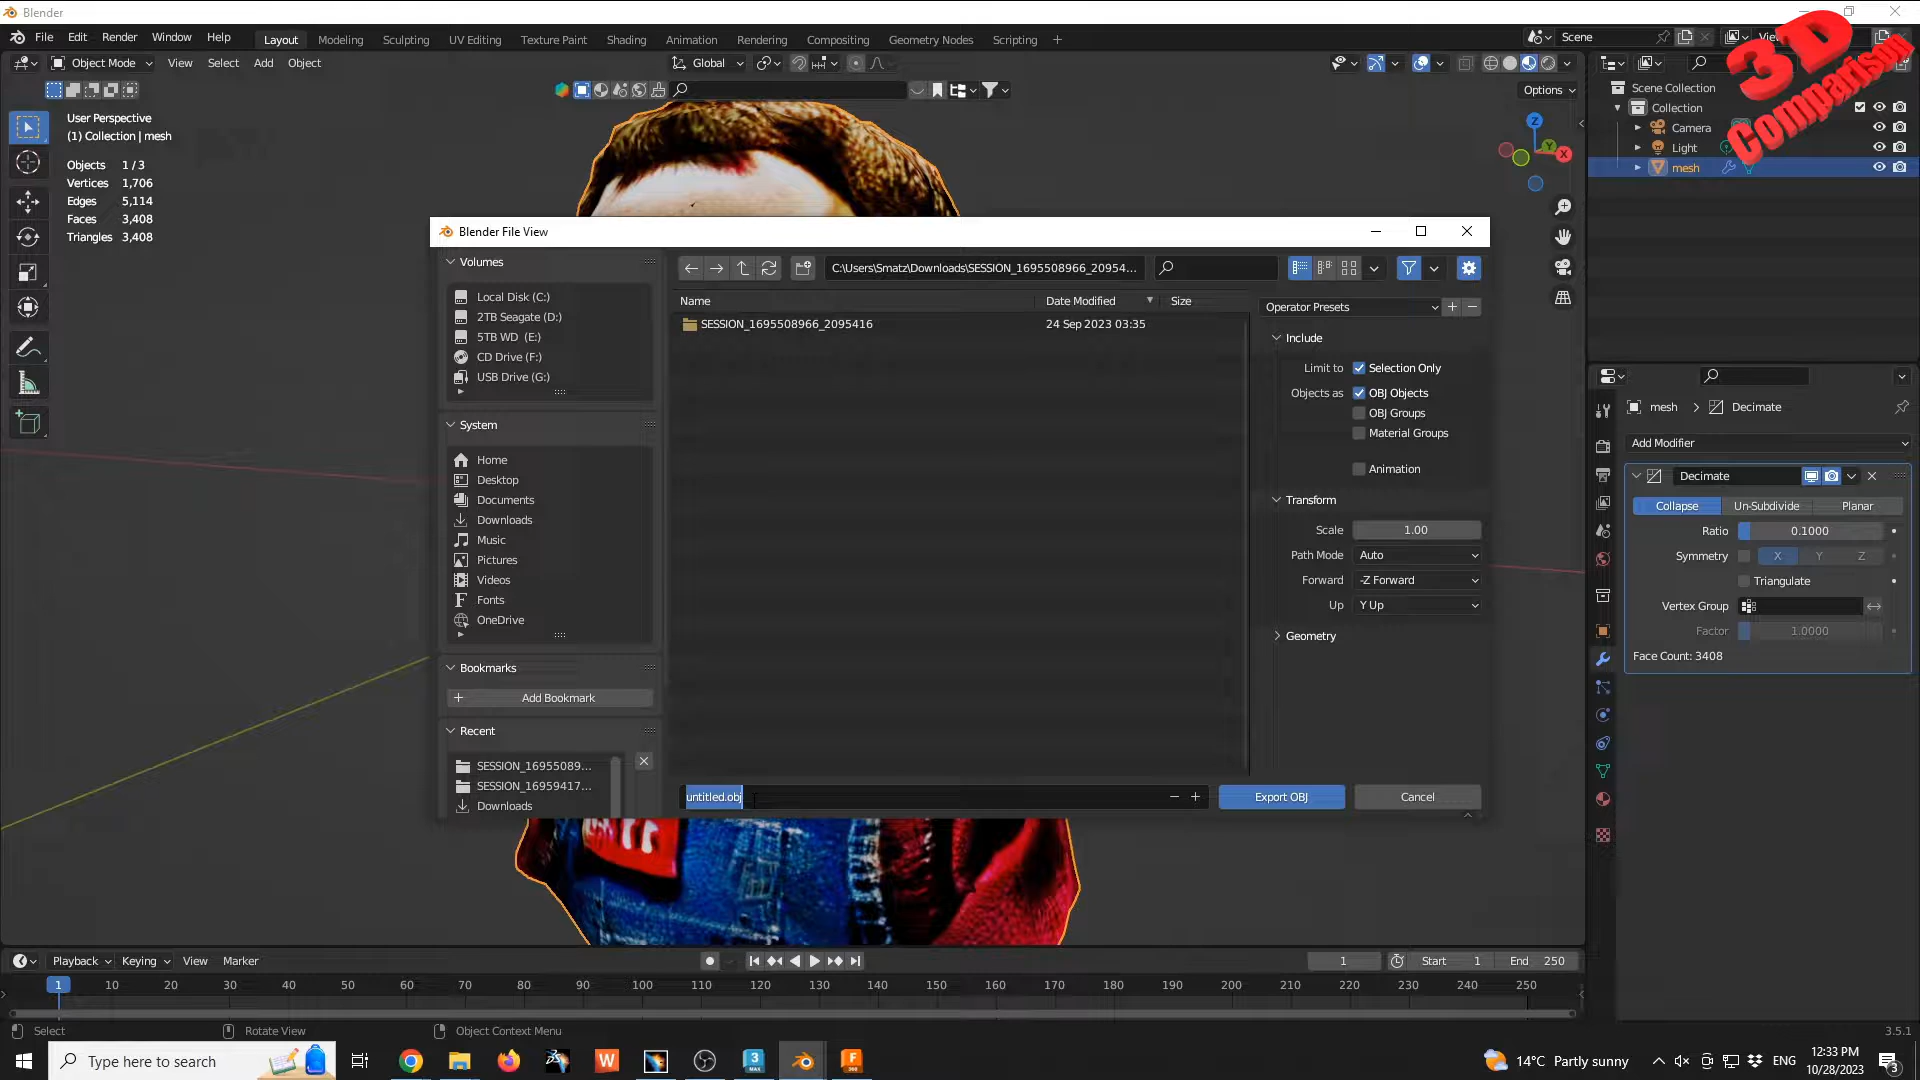 Blender
File Edit Render Window Help
Layout Modeling Sculpting UV Editing Texture Paint Shading Animation Rendering Compositing Geometry Nodes Scripting +
Scene
Object Mode View Select Add Object
Global
Options
3D
Comparism
User Perspective
(1) Collection | mesh
Objects 1 / 3
Vertices 1,706
Edges 5,114
Faces 3,408
Triangles 3,408
Z
Y
X
Scene Collection
Collection
Camera
Light
mesh
Blender File View
Volumes
Local Disk (C:)
2TB Seagate (D:)
5TB WD (E:)
CD Drive (F:)
USB Drive (G:)
System
Home
Desktop
Documents
Downloads
Music
Pictures
Videos
Fonts
OneDrive
Bookmarks
+ Add Bookmark
Recent
SESSION_16955089...
SESSION_16959417...
Downloads
C:\Users\Smatz\Downloads\SESSION_1695508966_20954...
Name Date Modified Size
SESSION_1695508966_2095416 24 Sep 2023 03:35
untitled.obj
Export OBJ Cancel
Operator Presets
Include
Limit to Selection Only
Objects as OBJ Objects
OBJ Groups
Material Groups
Animation
Transform
Scale 1.00
Path Mode Auto
Forward -Z Forward
Up Y Up
Geometry
mesh > Decimate
Add Modifier
Decimate
Collapse Un-Subdivide Planar
Ratio 0.1000
Symmetry X Y Z
Triangulate
Vertex Group
Factor 1.0000
Face Count: 3408
Playback Keying View Marker
1 Start 1 End 250
1 10 20 30 40 50 60 70 80 90 100 110 120 130 140 150 160 170 180 190 200 210 220 230 240 250
Select Rotate View Object Context Menu
3.5.1
Type here to search
14°C Partly sunny
ENG
12:33 PM
10/28/2023
3